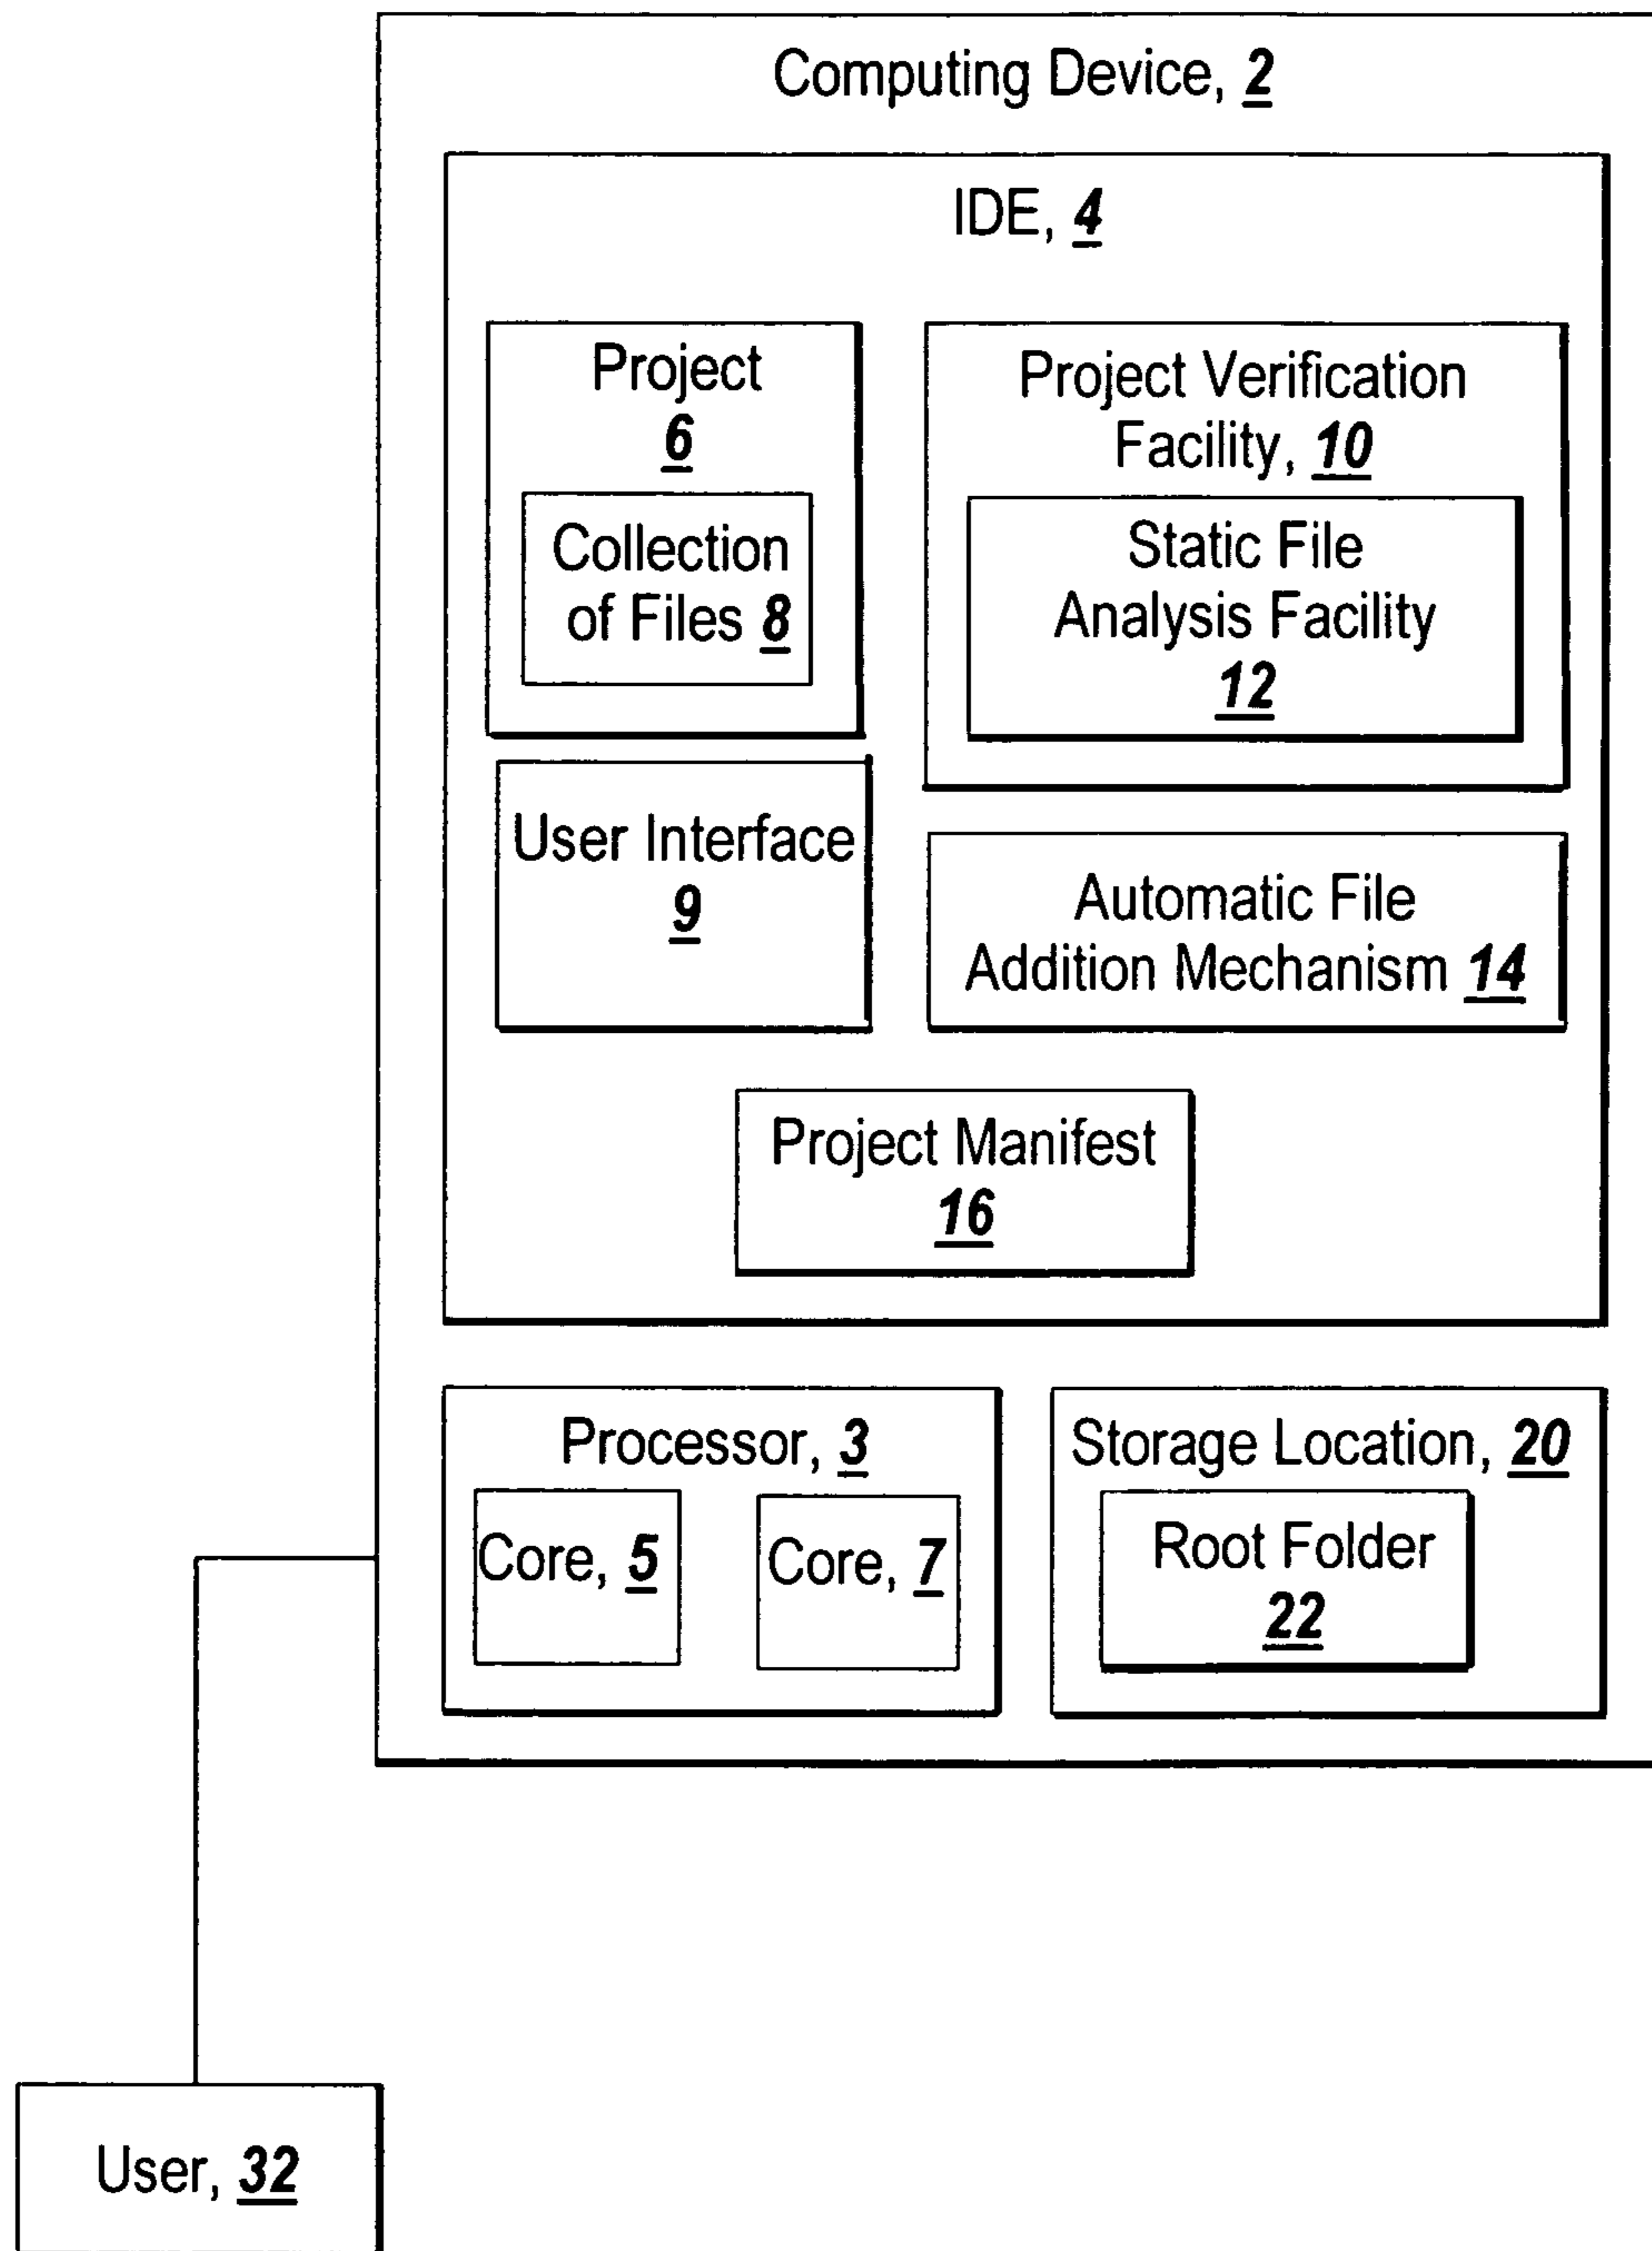 Computing Device, 2
IDE, 4
Project
6
Collection
of Files 8
Project Verification
Facility, 10
Static File
Analysis Facility
12
User Interface
9
Automatic File
Addition Mechanism 14
Project Manifest
16
Processor, 3
Core, 5
Core, 7
Storage Location, 20
Root Folder
22
User, 32